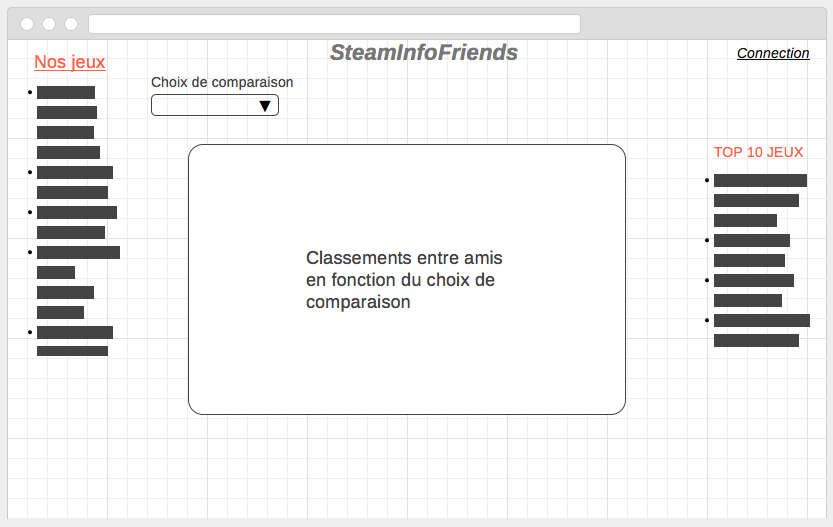 SteamInfoFriends
Connection
Nos jeux
Choix de comparaison
TOP 10 JEUX
Classements entre amis
en fonction du choix de
comparaison